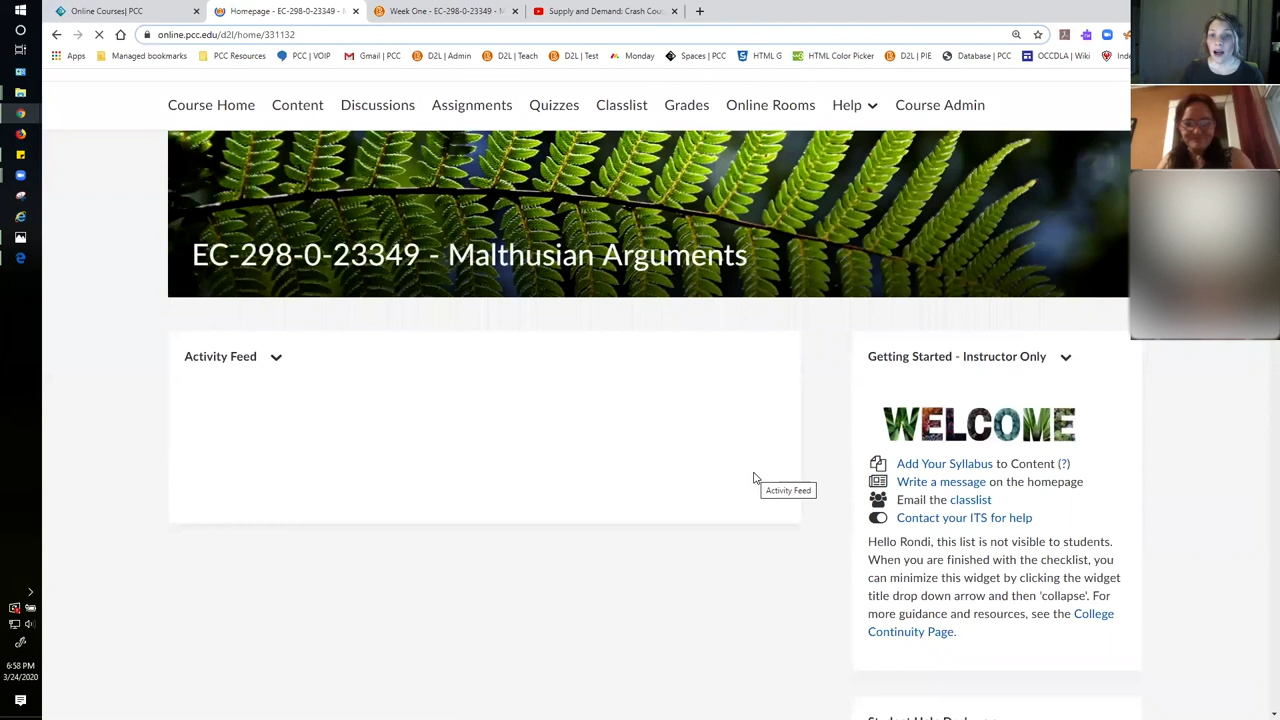 Online Courses| PCC
Homepage - EC-298-0-23349 -
Week One - EC-298-0-23349 - M
Supply and Demand: Crash Cou
online.pcc.edu/d2l/home/331132
Apps
Managed bookmarks
PCC Resources
PCC | VOIP
Gmail | PCC
D2L | Admin
D2L | Teach
D2L | Test
Monday
Spaces | PCC
HTML G
HTML Color Picker
D2L | PIE
Database | PCC
OCCDLA | Wiki
Course Home
Content
Discussions
Assignments
Quizzes
Classlist
Grades
Online Rooms
Help
Course Admin
EC-298-0-23349 - Malthusian Arguments
Activity Feed
Activity Feed
Getting Started - Instructor Only
WELCOME
Add Your Syllabus to Content (?)
Write a message on the homepage
Email the classlist
Contact your ITS for help
Hello Rondi, this list is not visible to students.
When you are finished with the checklist, you
can minimize this widget by clicking the widget
title drop down arrow and then 'collapse'. For
more guidance and resources, see the College
Continuity Page.
6:58 PM
3/24/2020